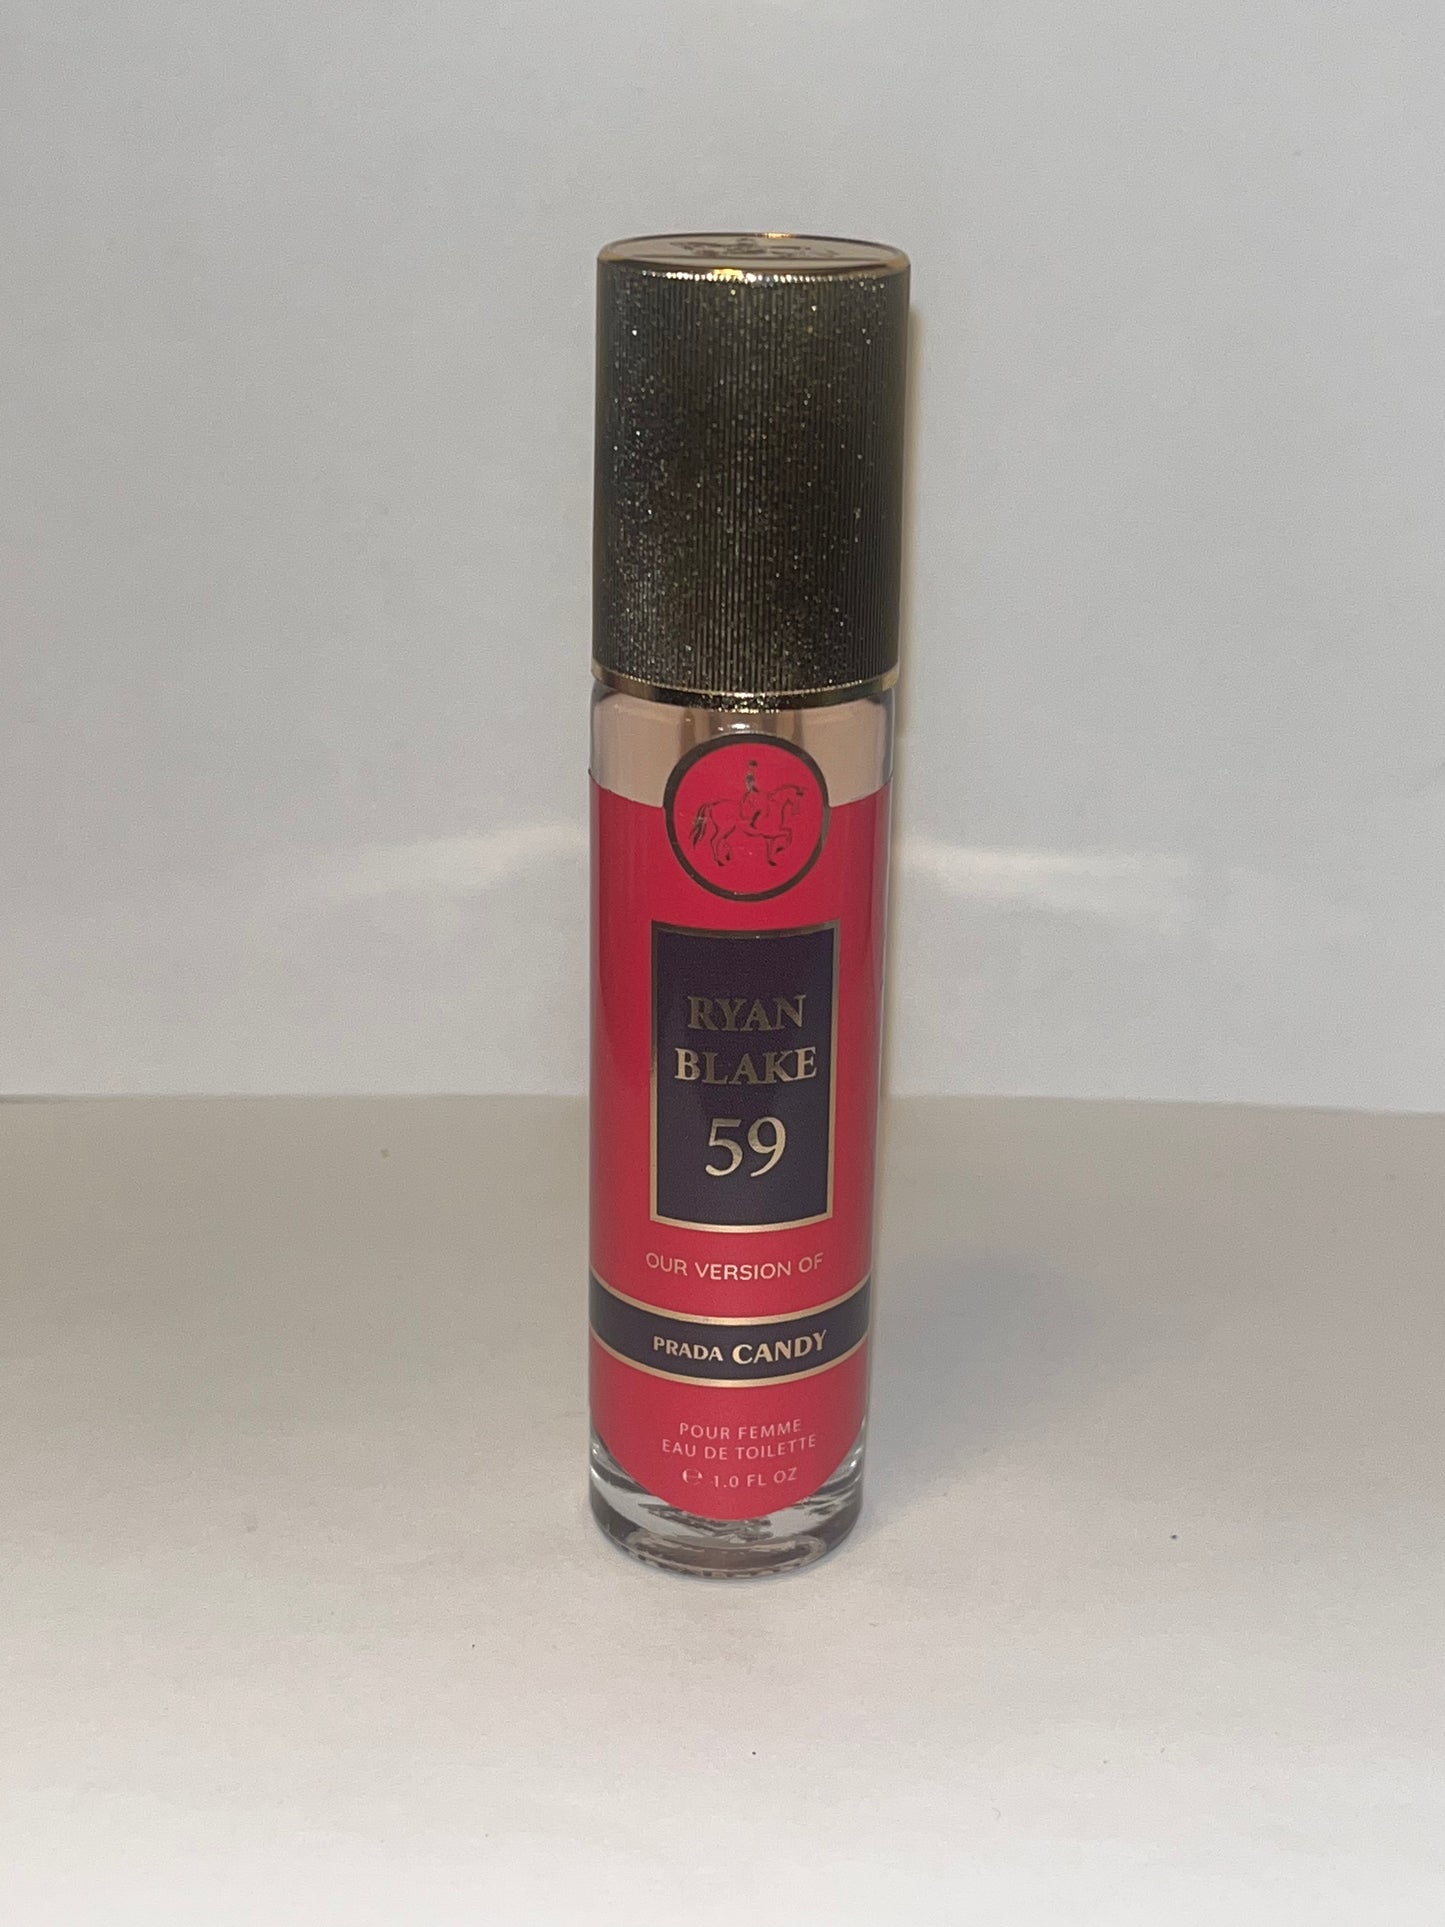 RYAN
BLAKE
59
OUR VERSION OF
PRADA CANDY
POUR FEMME
EAU DE TOILETTE
℮ 1.0 FL OZ